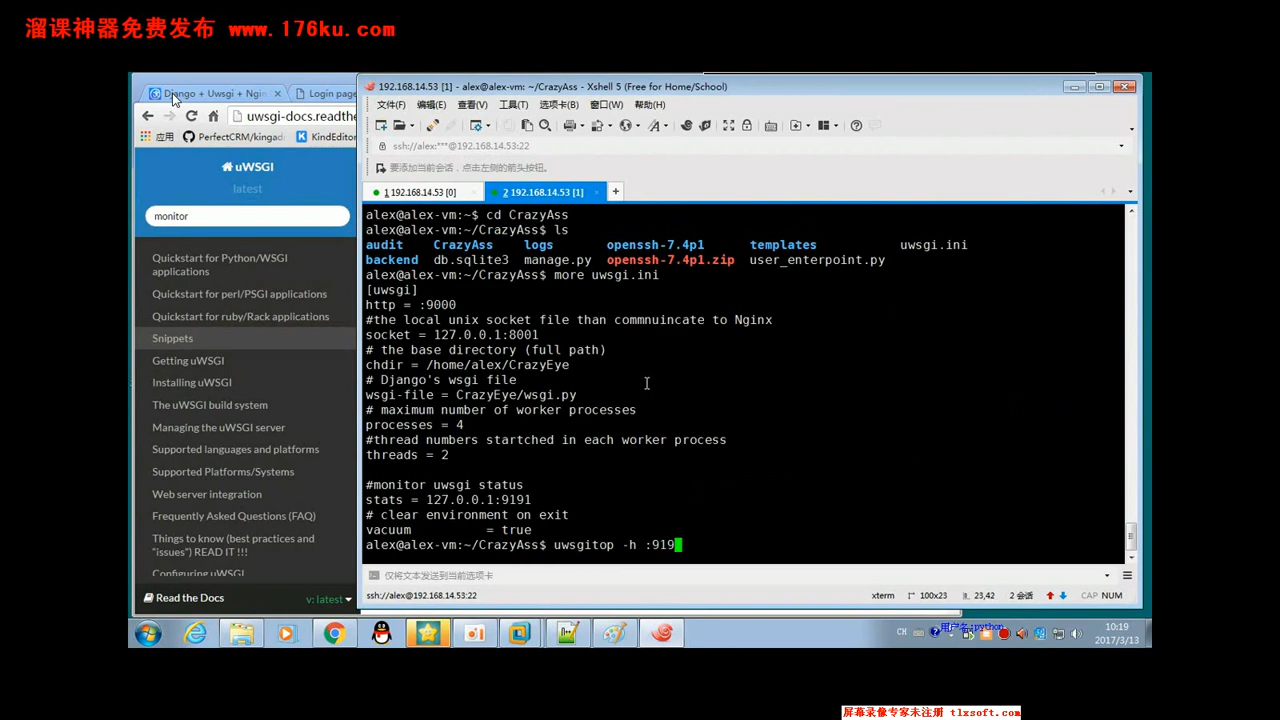 溜课神器免费发布 www.176ku.com
Django + Uwsgi + Ngin
Login page
192.168.14.53 [1] - alex@alex-vm: ~/CrazyAss - Xshell 5 (Free for Home/School)
文件(F) 编辑(E) 查看(V) 工具(T) 选项卡(B) 窗口(W) 帮助(H)
uwsgi-docs.readthe
应用 PerfectCRM/kingad KindEditor
ssh://alex:***@192.168.14.53:22
要添加当前会话，点击左侧的箭头按钮。
1 192.168.14.53 [0]
2 192.168.14.53 [1]
uWSGI
latest
monitor
Quickstart for Python/WSGI
applications
Quickstart for perl/PSGI applications
Quickstart for ruby/Rack applications
Snippets
Getting uWSGI
Installing uWSGI
The uWSGI build system
Managing the uWSGI server
Supported languages and platforms
Supported Platforms/Systems
Web server integration
Frequently Asked Questions (FAQ)
Things to know (best practices and
"issues") READ IT !!!
Configuring uWSGI
Read the Docs
v: latest
alex@alex-vm:~$ cd CrazyAss
alex@alex-vm:~/CrazyAss$ ls
audit CrazyAss logs openssh-7.4p1 templates uwsgi.ini
backend db.sqlite3 manage.py openssh-7.4p1.zip user_enterpoint.py
alex@alex-vm:~/CrazyAss$ more uwsgi.ini
[uwsgi]
http = :9000
#the local unix socket file than commnuincate to Nginx
socket = 127.0.0.1:8001
# the base directory (full path)
chdir = /home/alex/CrazyEye
# Django's wsgi file
wsgi-file = CrazyEye/wsgi.py
# maximum number of worker processes
processes = 4
#thread numbers startched in each worker process
threads = 2
#monitor uwsgi status
stats = 127.0.0.1:9191
# clear environment on exit
vacuum = true
alex@alex-vm:~/CrazyAss$ uwsgitop -h :919
仅将文本发送到当前选项卡
ssh://alex@192.168.14.53:22
xterm
100x23
23,42
2 会话
CAP NUM
CH
用户名:python
10:19
2017/3/13
屏幕录像专家未注册 tlxsoft.com